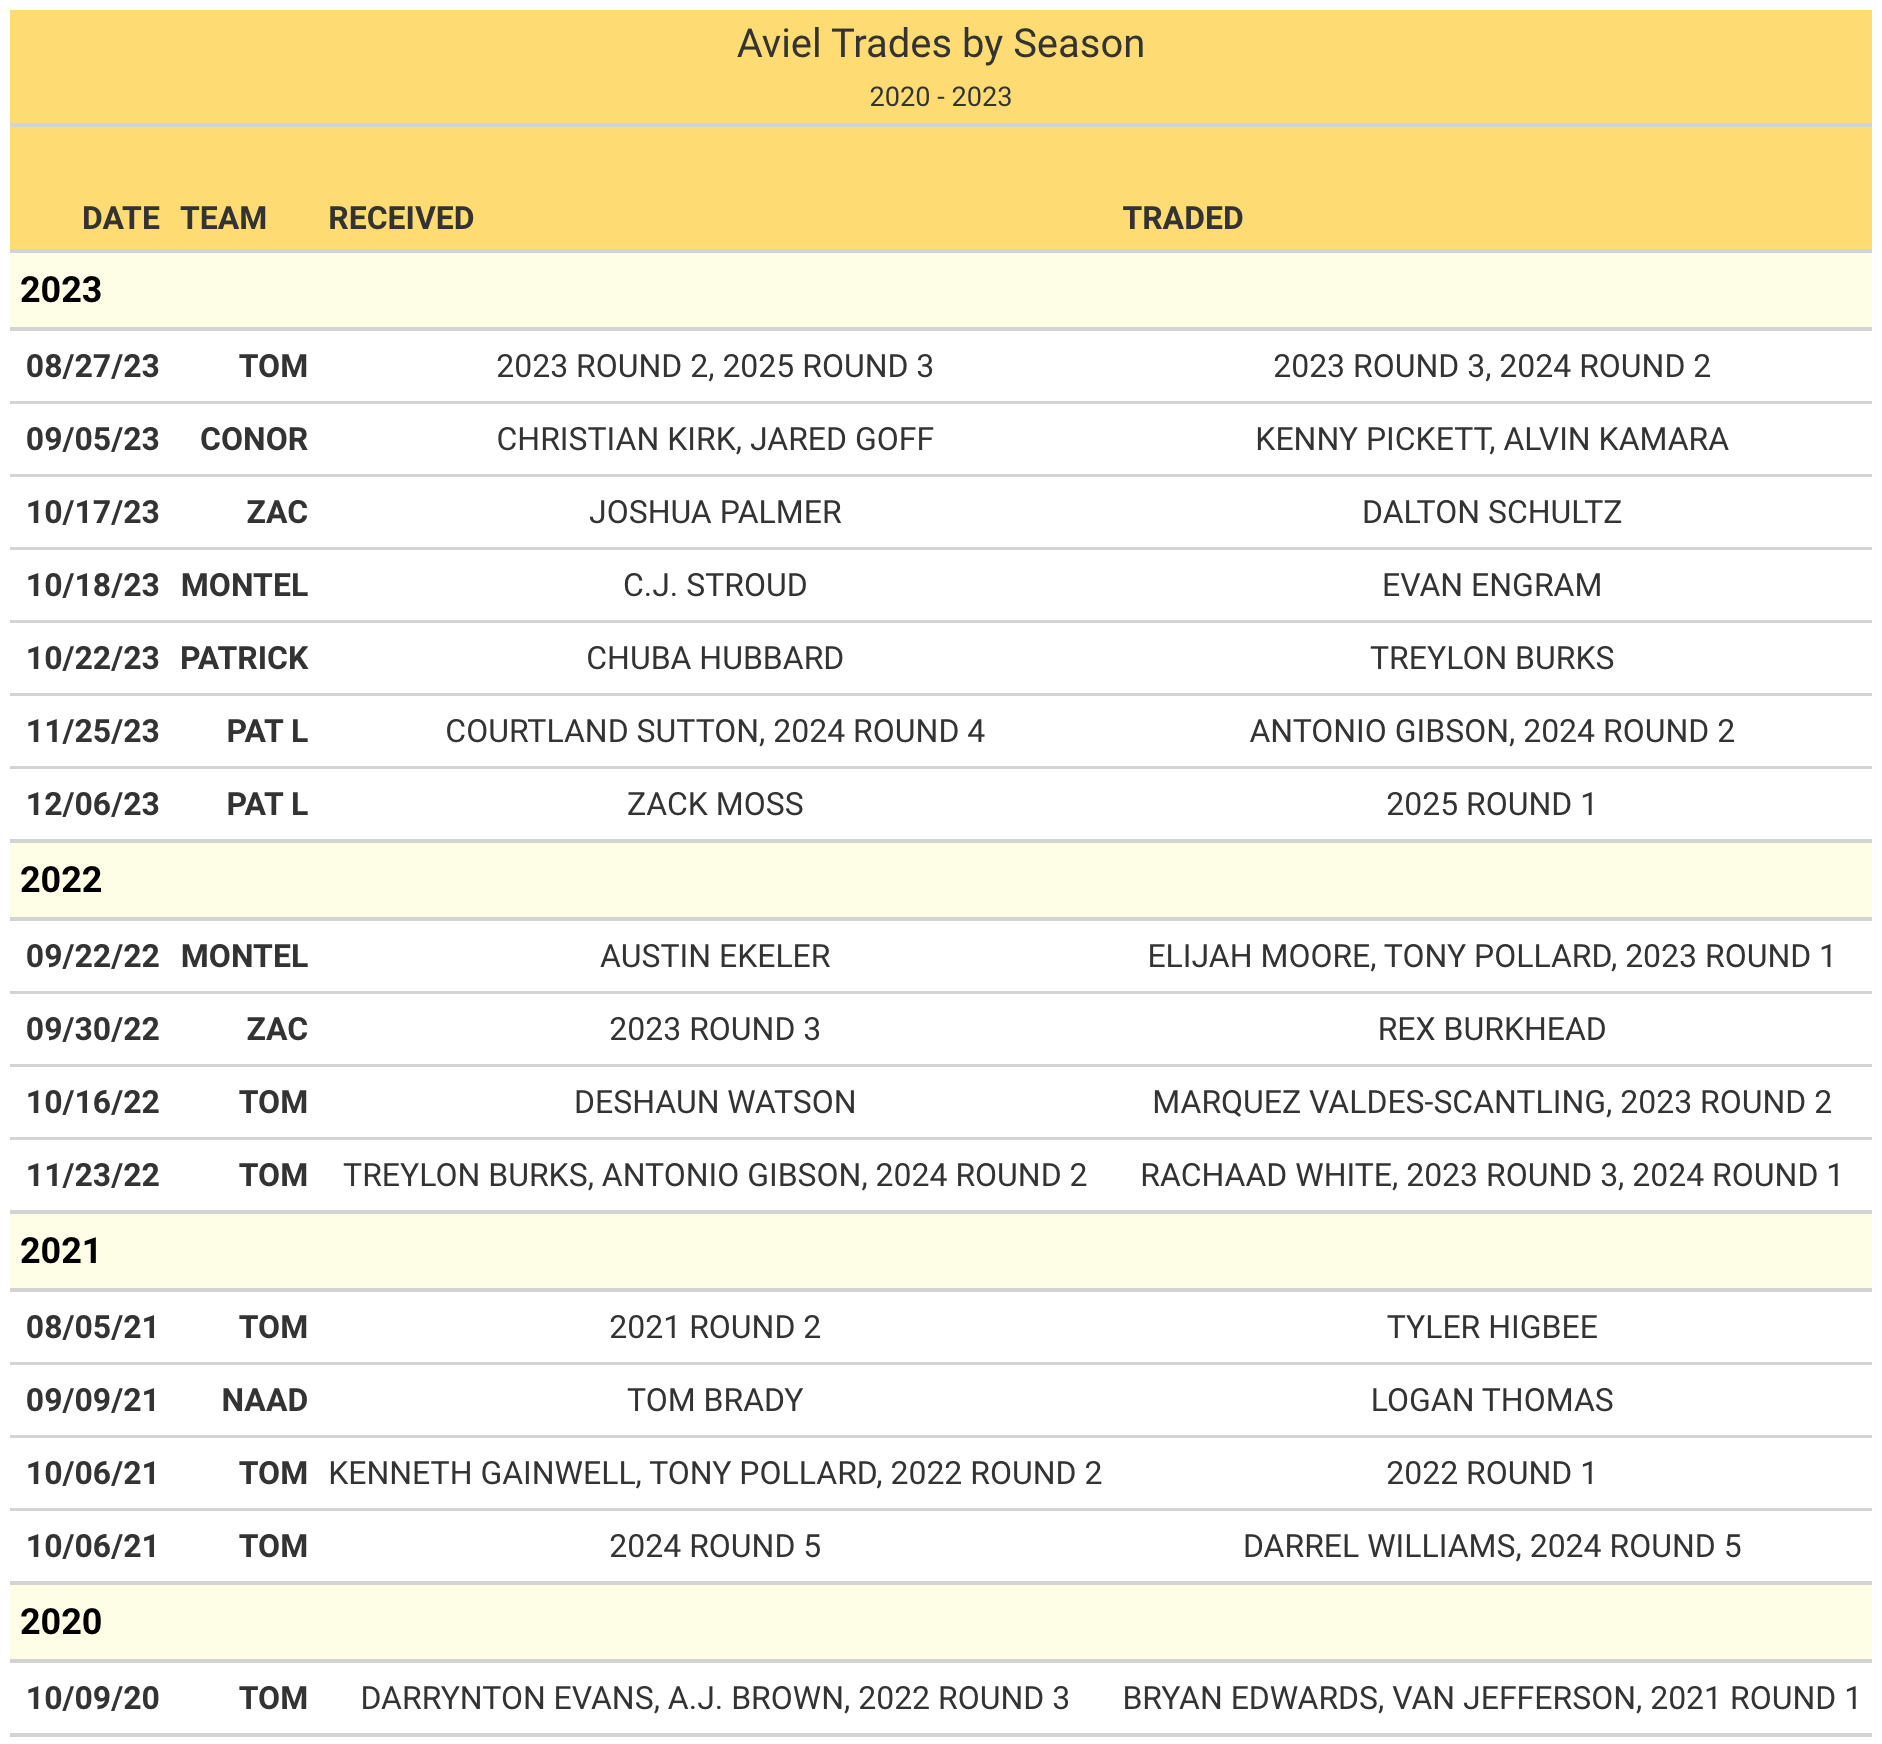 Aviel Trades by Season
2020 - 2023
DATE TEAM RECEIVED TRADED
2023
08/27/23 TOM 2023 ROUND 2, 2025 ROUND 3 2023 ROUND 3, 2024 ROUND 2
09/05/23 CONOR CHRISTIAN KIRK, JARED GOFF KENNY PICKETT, ALVIN KAMARA
10/17/23 ZAC JOSHUA PALMER DALTON SCHULTZ
10/18/23 MONTEL C.J. STROUD EVAN ENGRAM
10/22/23 PATRICK CHUBA HUBBARD TREYLON BURKS
11/25/23 PAT L COURTLAND SUTTON, 2024 ROUND 4 ANTONIO GIBSON, 2024 ROUND 2
12/06/23 PAT L ZACK MOSS 2025 ROUND 1
2022
09/22/22 MONTEL AUSTIN EKELER ELIJAH MOORE, TONY POLLARD, 2023 ROUND 1
09/30/22 ZAC 2023 ROUND 3 REX BURKHEAD
10/16/22 TOM DESHAUN WATSON MARQUEZ VALDES-SCANTLING, 2023 ROUND 2
11/23/22 TOM TREYLON BURKS, ANTONIO GIBSON, 2024 ROUND 2 RACHAAD WHITE, 2023 ROUND 3, 2024 ROUND 1
2021
08/05/21 TOM 2021 ROUND 2 TYLER HIGBEE
09/09/21 NAAD TOM BRADY LOGAN THOMAS
10/06/21 TOM KENNETH GAINWELL, TONY POLLARD, 2022 ROUND 2 2022 ROUND 1
10/06/21 TOM 2024 ROUND 5 DARREL WILLIAMS, 2024 ROUND 5
2020
10/09/20 TOM DARRYNTON EVANS, A.J. BROWN, 2022 ROUND 3 BRYAN EDWARDS, VAN JEFFERSON, 2021 ROUND 1